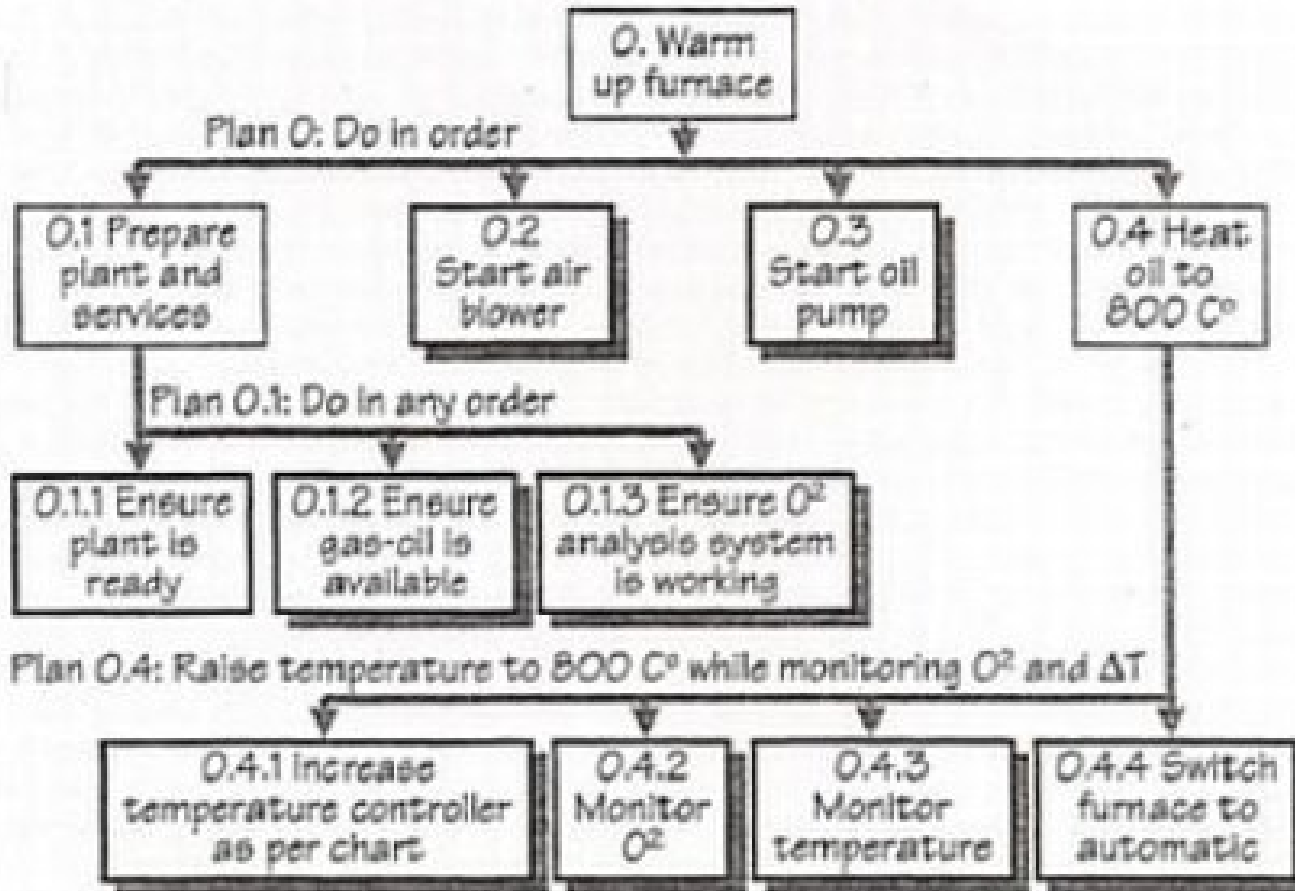 0. Warm
up furnace
Plan 0: Do in order
0.1 Prepare
plant and
services
0.2
Start air
blower
0.3
Start oil
pump
0.4 Heat
oil to
800 Cº
Plan 0.1: Do in any order
0.1.1 Ensure
plant is
ready
0.1.2 Ensure
gas-oil is
available
0.1.3 Ensure O²
analysis system
is working
Plan 0.4: Raise temperature to 800 Cº while monitoring O² and ΔT
0.4.1 Increase
temperature controller
as per chart
0.4.2
Monitor
O²
0.4.3
Monitor
temperature
0.4.4 Switch
furnace to
automatic